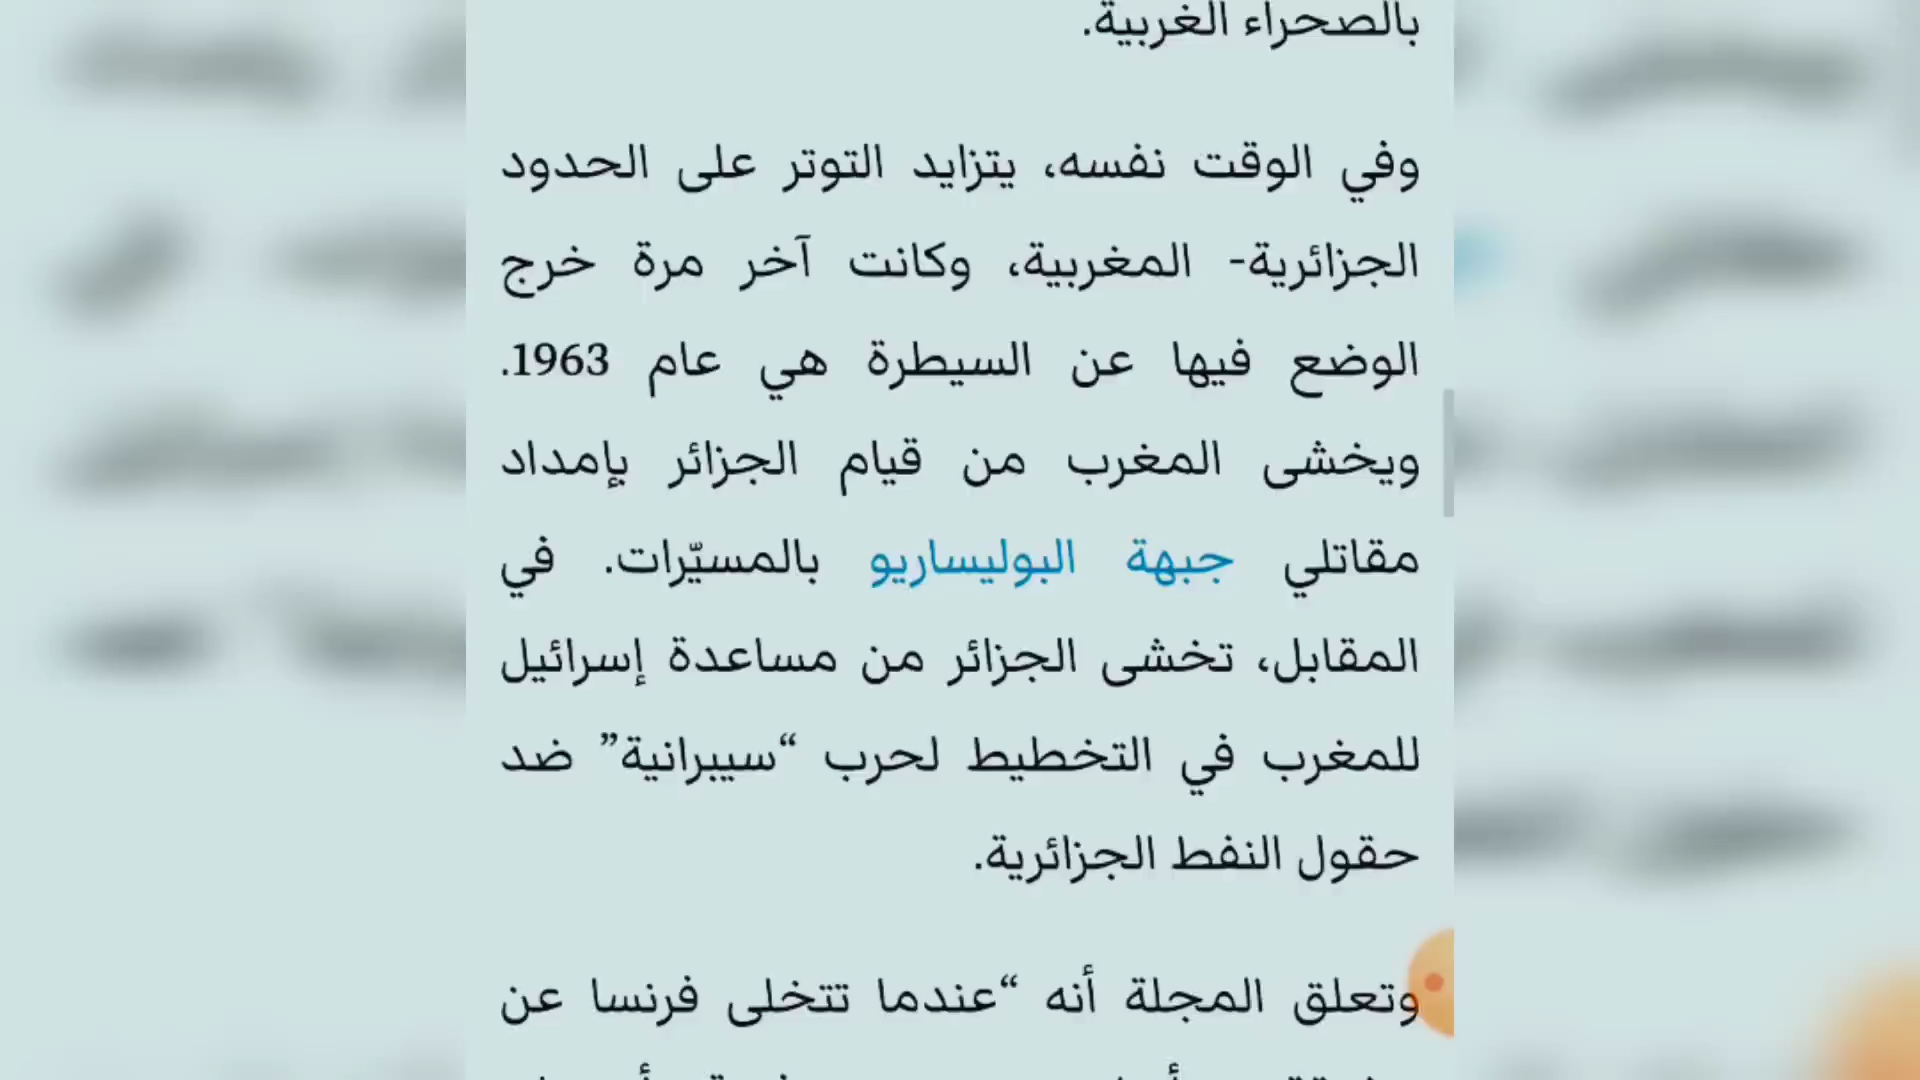 بالصحراء الغربية.
وفي الوقت نفسه، يتزايد التوتر على الحدود
الجزائرية- المغربية، وكانت آخر مرة خرج
الوضع فيها عن السيطرة هي عام 1963.
ويخشى المغرب من قيام الجزائر بإمداد
مقاتلي جبهة البوليساريو بالمسيّرات. في
المقابل، تخشى الجزائر من مساعدة إسرائيل
للمغرب في التخطيط لحرب “سيبرانية” ضد
حقول النفط الجزائرية.
وتعلق المجلة أنه “عندما تتخلى فرنسا عن